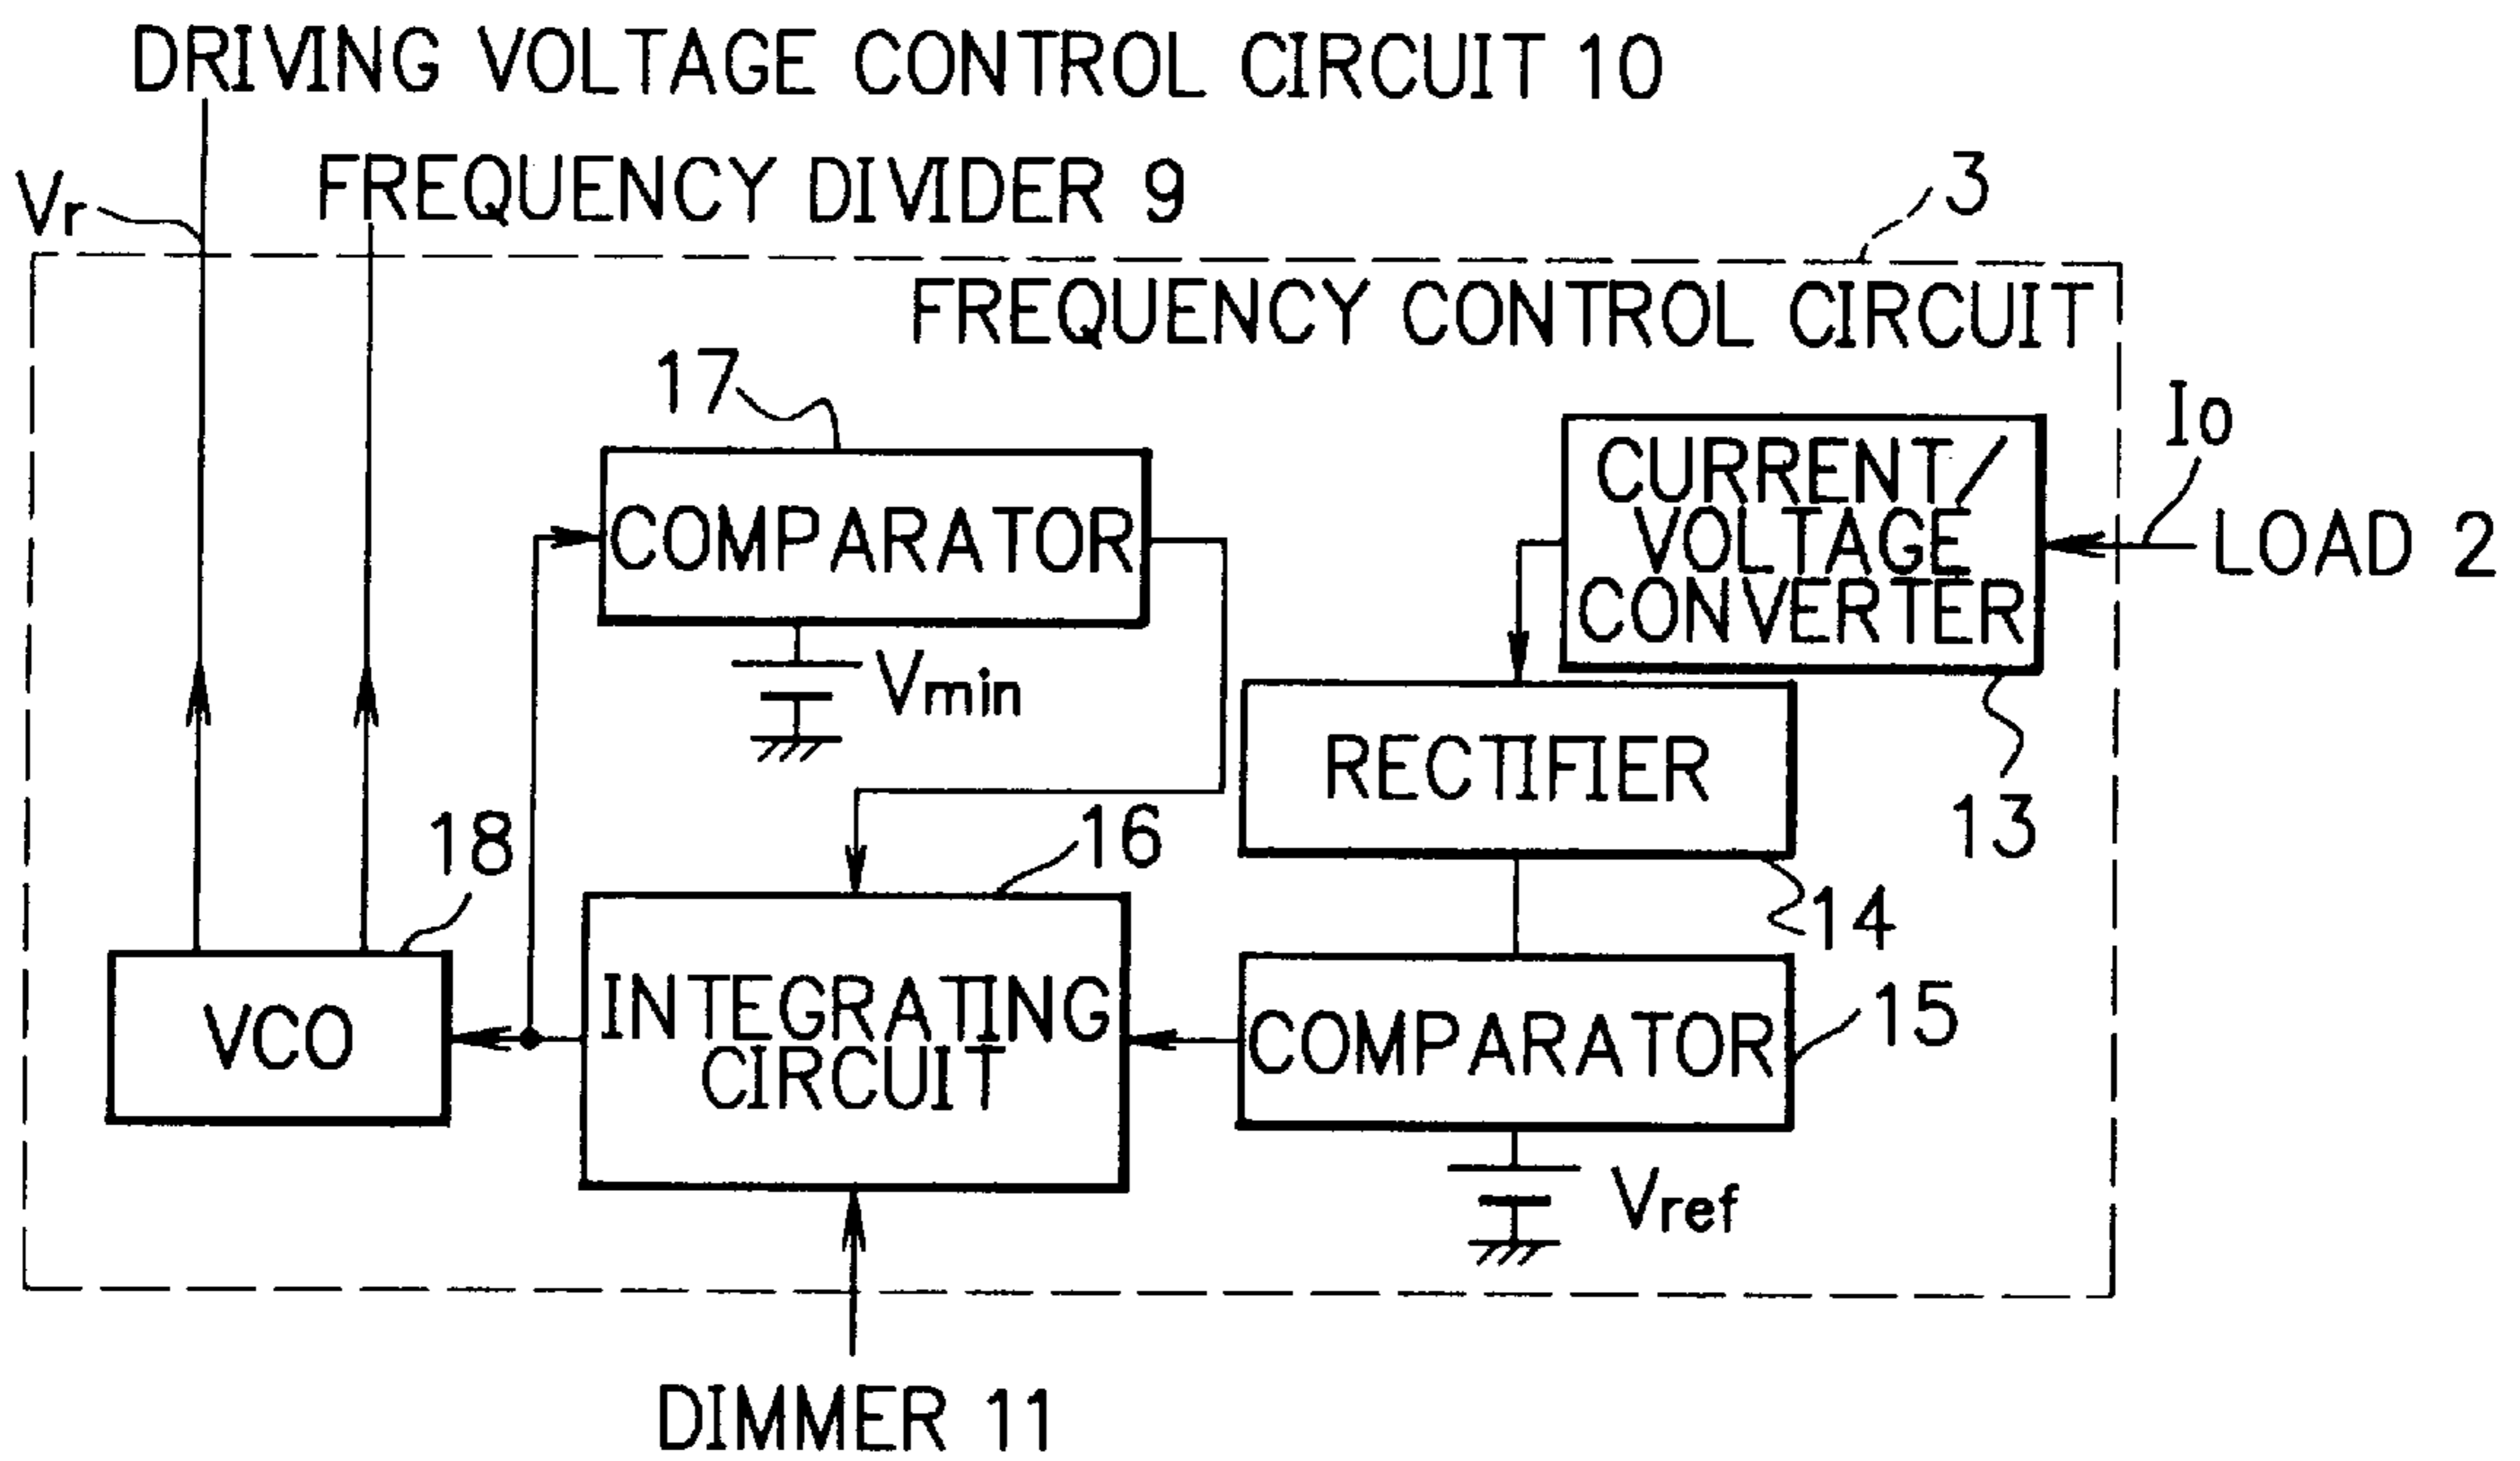 DRIVING VOLTAGE CONTROL CIRCUIT 10
Vr
FREQUENCY DIVIDER 9
3
FREQUENCY CONTROL CIRCUIT
17
Io
CURRENT/
VOLTAGE
CONVERTER
COMPARATOR
LOAD 2
Vmin
RECTIFIER
13
18
16
14
INTEGRATING
CIRCUIT
VCO
COMPARATOR
15
Vref
DIMMER 11